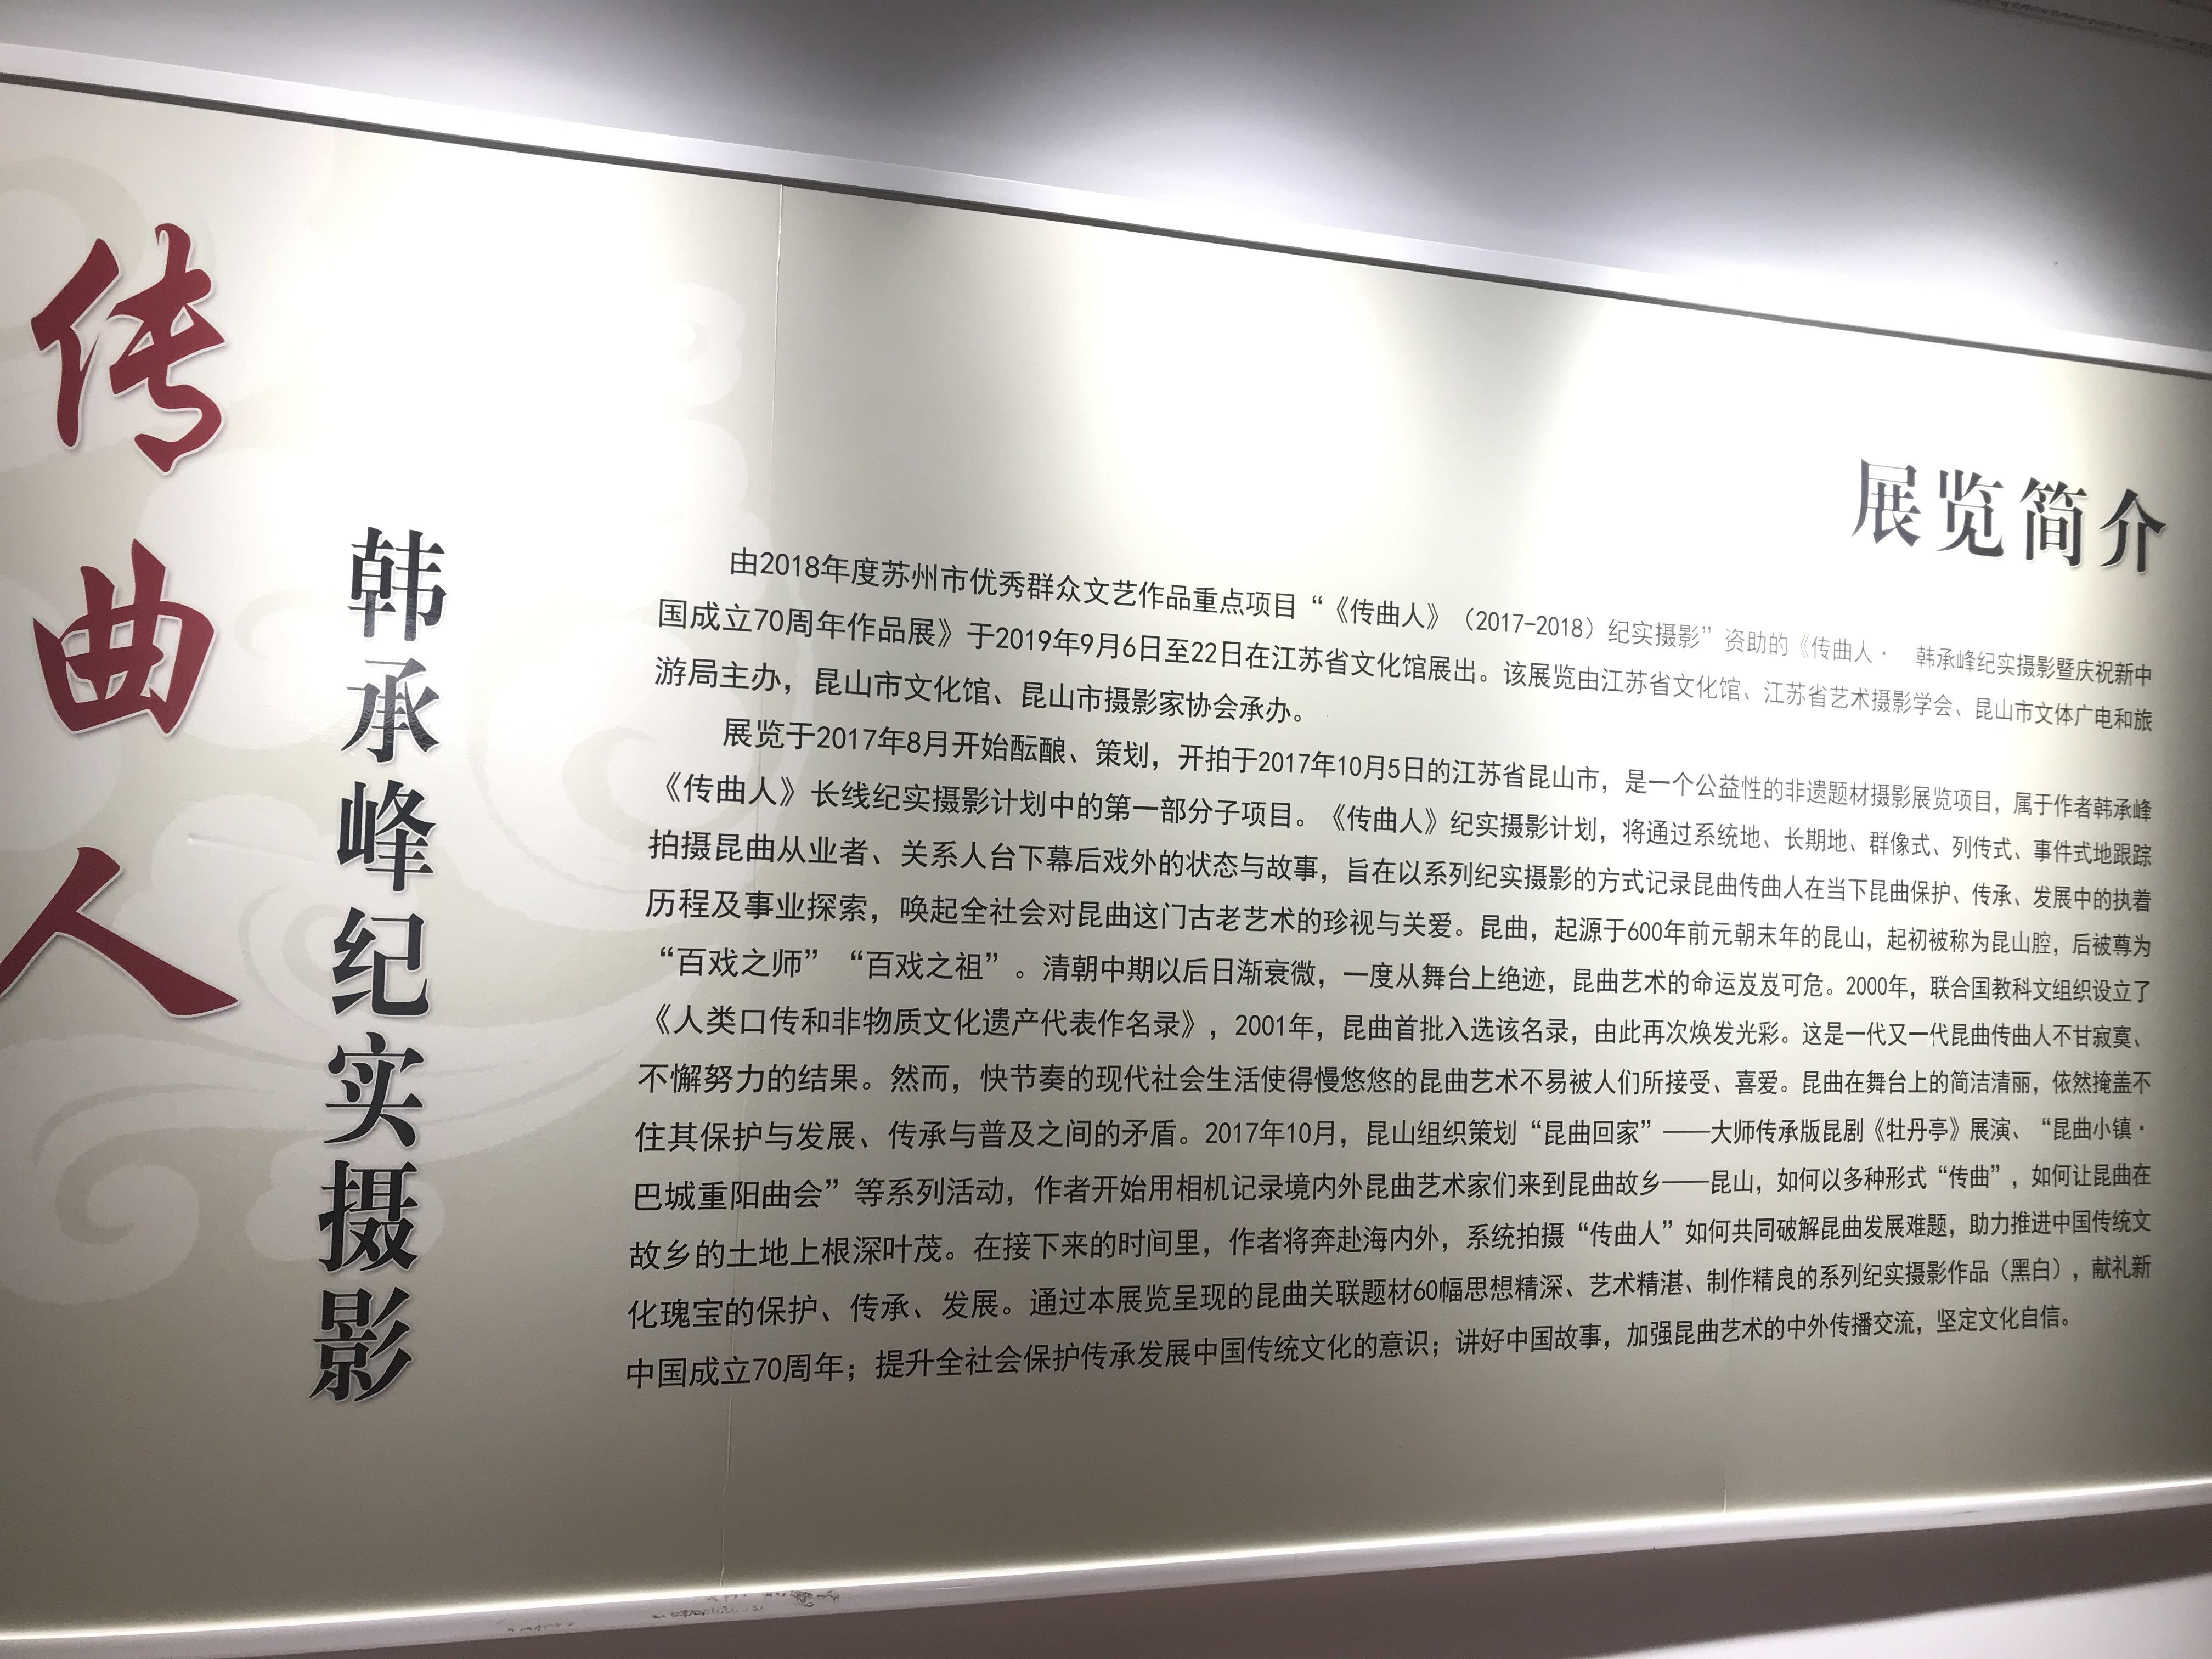 传曲人
韩承峰纪实摄影
展览简介
由2018年度苏州市优秀群众文艺作品重点项目“《传曲人》（2017-2018）纪实摄影”资助的《传曲人· 韩承峰纪实摄影暨庆祝新中
国成立70周年作品展》于2019年9月6日至22日在江苏省文化馆展出。该展览由江苏省文化馆、江苏省艺术摄影学会、昆山市文体广电和旅
游局主办，昆山市文化馆、昆山市摄影家协会承办。
展览于2017年8月开始酝酿、策划，开拍于2017年10月5日的江苏省昆山市，是一个公益性的非遗题材摄影展览项目，属于作者韩承峰
《传曲人》长线纪实摄影计划中的第一部分子项目。《传曲人》纪实摄影计划，将通过系统地、长期地、群像式、列传式、事件式地跟踪
拍摄昆曲从业者、关系人台下幕后戏外的状态与故事，旨在以系列纪实摄影的方式记录昆曲传曲人在当下昆曲保护、传承、发展中的执着
历程及事业探索，唤起全社会对昆曲这门古老艺术的珍视与关爱。昆曲，起源于600年前元朝末年的昆山，起初被称为昆山腔，后被尊为
“百戏之师”“百戏之祖”。清朝中期以后日渐衰微，一度从舞台上绝迹，昆曲艺术的命运岌岌可危。2000年，联合国教科文组织设立了
《人类口传和非物质文化遗产代表作名录》，2001年，昆曲首批入选该名录，由此再次焕发光彩。这是一代又一代昆曲传曲人不甘寂寞、
不懈努力的结果。然而，快节奏的现代社会生活使得慢悠悠的昆曲艺术不易被人们所接受、喜爱。昆曲在舞台上的简洁清丽，依然掩盖不
住其保护与发展、传承与普及之间的矛盾。2017年10月，昆山组织策划“昆曲回家”——大师传承版昆剧《牡丹亭》展演、“昆曲小镇·
巴城重阳曲会”等系列活动，作者开始用相机记录境内外昆曲艺术家们来到昆曲故乡——昆山，如何以多种形式“传曲”，如何让昆曲在
故乡的土地上根深叶茂。在接下来的时间里，作者将奔赴海内外，系统拍摄“传曲人”如何共同破解昆曲发展难题，助力推进中国传统文
化瑰宝的保护、传承、发展。通过本展览呈现的昆曲关联题材60幅思想精深、艺术精湛、制作精良的系列纪实摄影作品（黑白），献礼新
中国成立70周年；提升全社会保护传承发展中国传统文化的意识；讲好中国故事，加强昆曲艺术的中外传播交流，坚定文化自信。